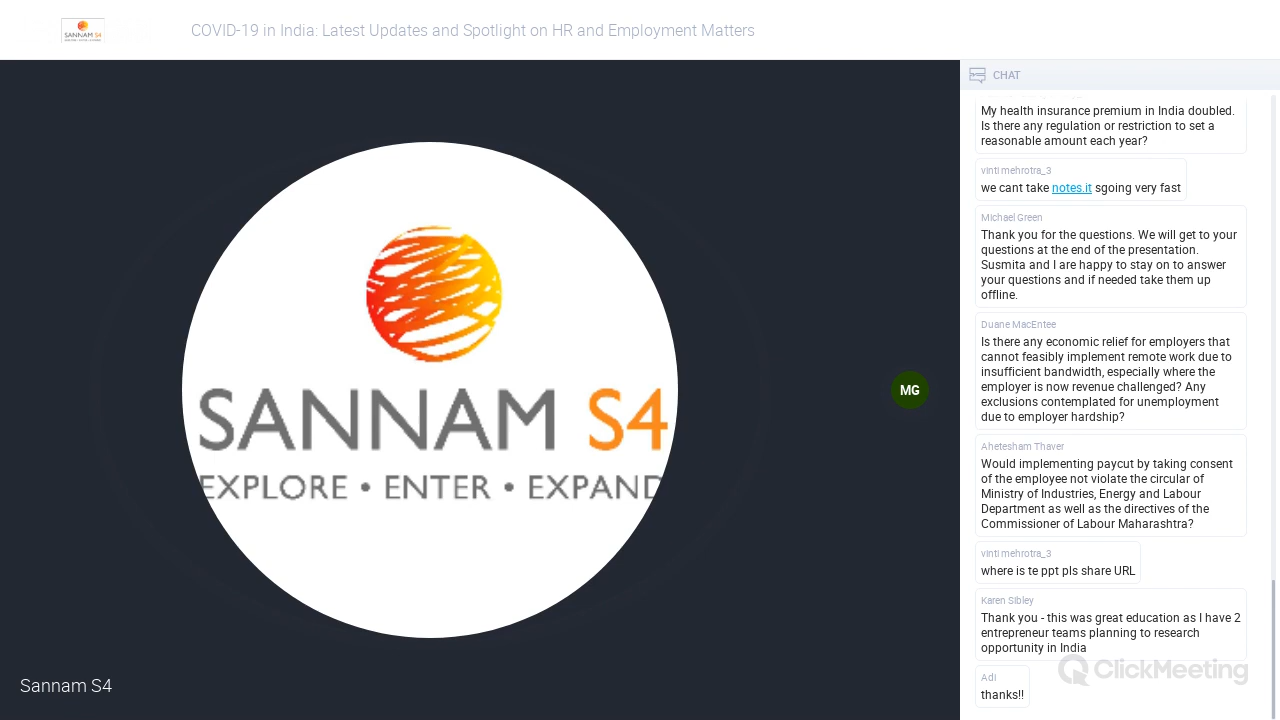 SANNAM S4
COVID-19 in India: Latest Updates and Spotlight on HR and Employment Matters
SANNAM S4
EXPLORE • ENTER • EXPAND
MG
Sannam S4
CHAT
My health insurance premium in India doubled.
Is there any regulation or restriction to set a
reasonable amount each year?
vinti mehrotra_3
we cant take notes.it sgoing very fast
Michael Green
Thank you for the questions. We will get to your
questions at the end of the presentation.
Susmita and I are happy to stay on to answer
your questions and if needed take them up
offline.
Duane MacEntee
Is there any economic relief for employers that
cannot feasibly implement remote work due to
insufficient bandwidth, especially where the
employer is now revenue challenged? Any
exclusions contemplated for unemployment
due to employer hardship?
Ahetesham Thaver
Would implementing paycut by taking consent
of the employee not violate the circular of
Ministry of Industries, Energy and Labour
Department as well as the directives of the
Commissioner of Labour Maharashtra?
vinti mehrotra_3
where is te ppt pls share URL
Karen Sibley
Thank you - this was great education as I have 2
entrepreneur teams planning to research
opportunity in India
Adi
thanks!!
ClickMeeting